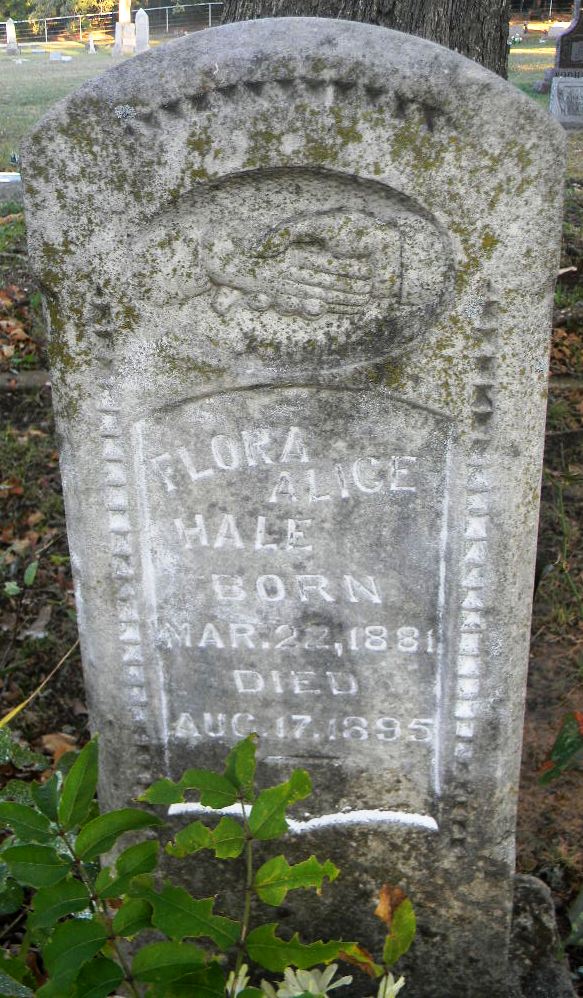 FLORA
ALICE
HALE
BORN
MAR. 22, 1881.
DIED
AUG. 17. 1895